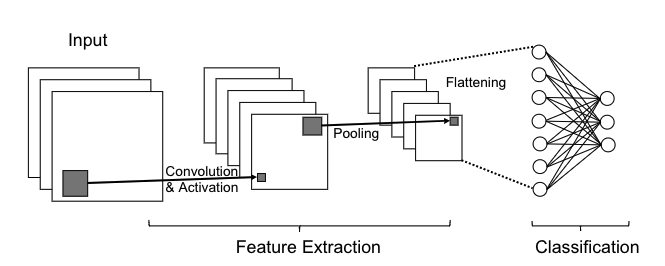 Input
Flattening
Pooling
Convolution
& Activation
Feature Extraction
Classification